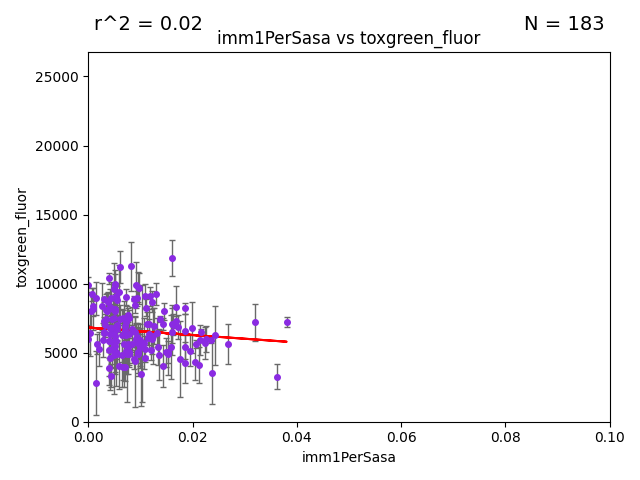 r^2 = 0.02
N = 183
imm1PerSasa vs toxgreen_fluor
25000
20000
15000
10000
5000
0
toxgreen_fluor
0.00
0.02
0.04
0.06
0.08
0.10
imm1PerSasa